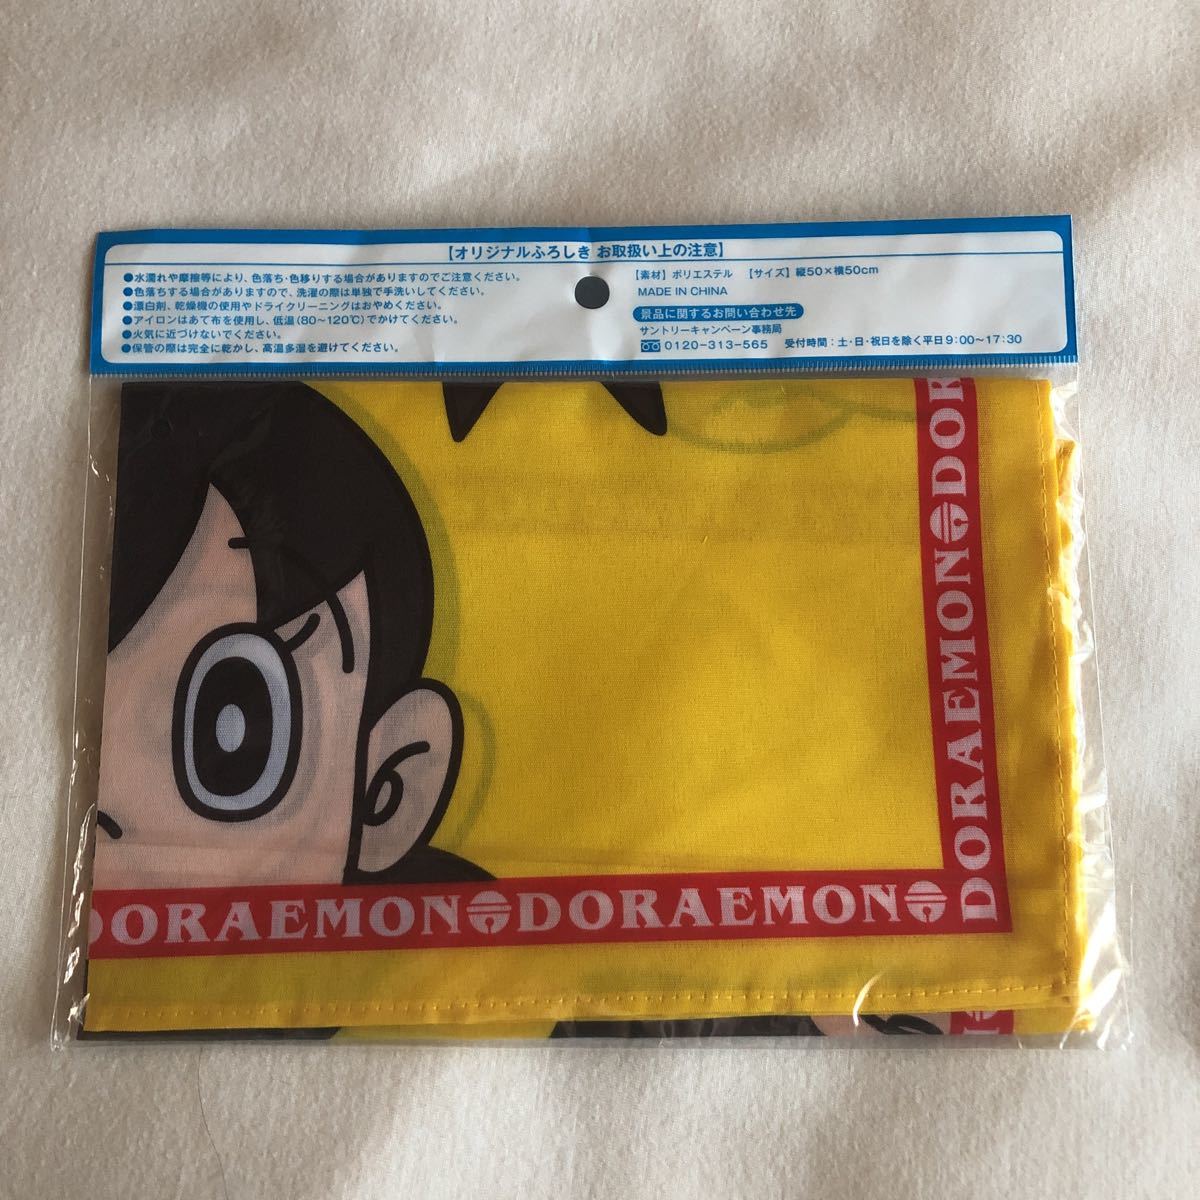 【オリジナルふろしき お取扱い上の注意】
●水濡れや摩擦等により、色落ち・色移りする場合がありますのでご注意ください。
●色落ちする場合がありますので、洗濯の際は単独で手洗いしてください。
●漂白剤、乾燥機の使用やドライクリーニングはおやめください。
●アイロンはあて布を使用し、低温(80〜120℃)でかけてください。
●火気に近づけないでください。
●保管の際は完全に乾かし、高温多湿を避けてください。
【素材】ポリエステル 【サイズ】縦50×横50cm
MADE IN CHINA
景品に関するお問い合わせ先
サントリーキャンペーン事務局
0120-313-565 受付時間:土・日・祝日を除く平日9:00〜17:30
DORAEMON DORAEMON
DORAEMON DOR
DORAEMON